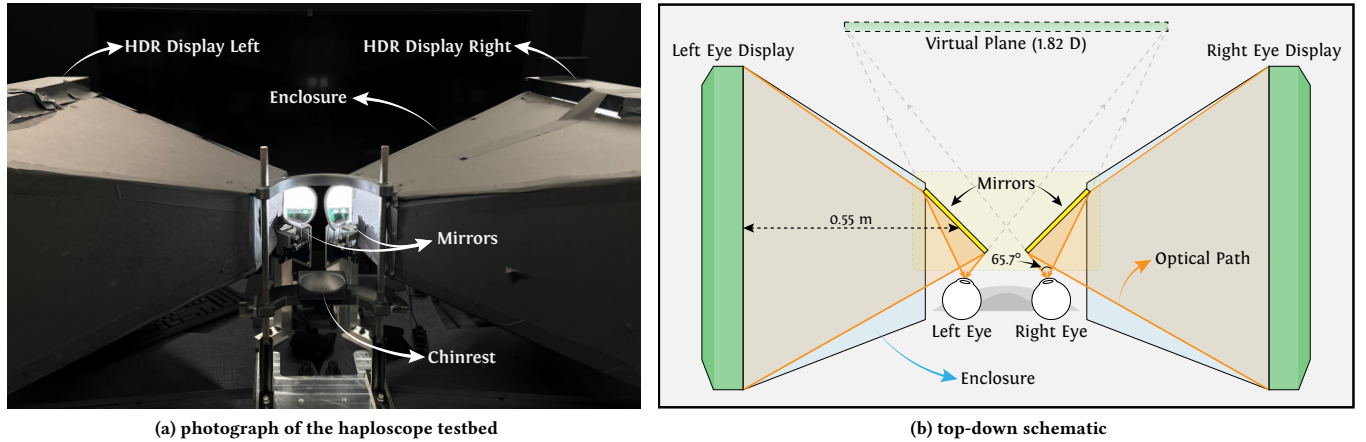 HDR Display Left
HDR Display Right
Enclosure
Mirrors
Chinrest
(a) photograph of the haploscope testbed
Virtual Plane (1.82 D)
Left Eye Display
Right Eye Display
Mirrors
0.55 m
65.7°
Optical Path
Left Eye
Right Eye
Enclosure
(b) top-down schematic